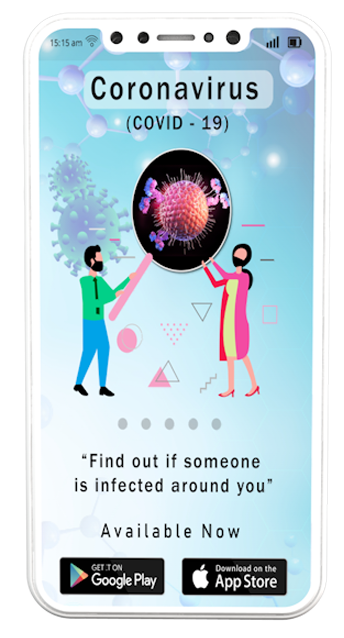 15:15 am
Coronavirus
(COVID - 19)
"Find out if someone
is infected around you"
Available Now
GET:T ON
Google Play
Download on the
App Store